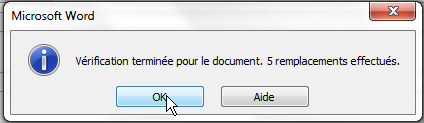 Microsoft Word
Vérification terminée pour le document. 5 remplacements effectués.
OK
Aide